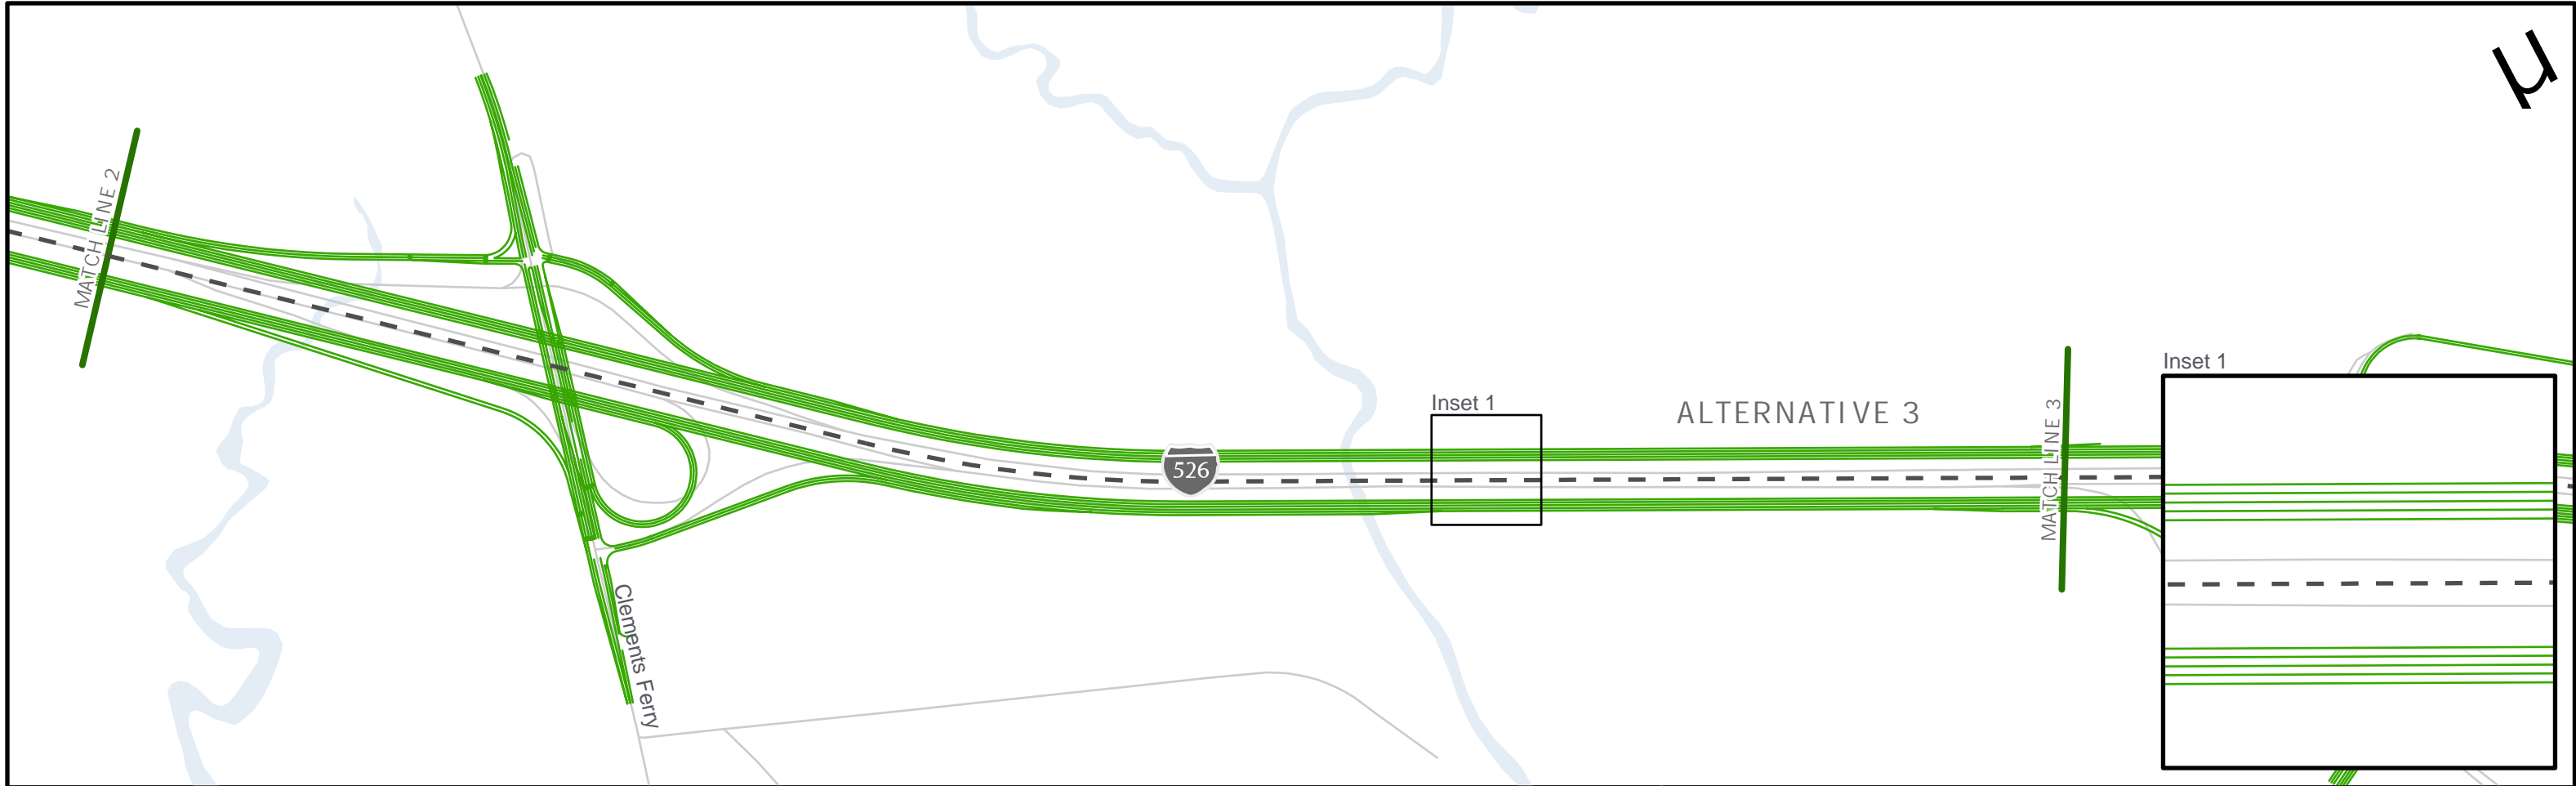 µ
MATCH LINE 2
Inset 1
Inset 1
ALTERNATIVE 3
MATCH LINE 3
526
Clements Ferry